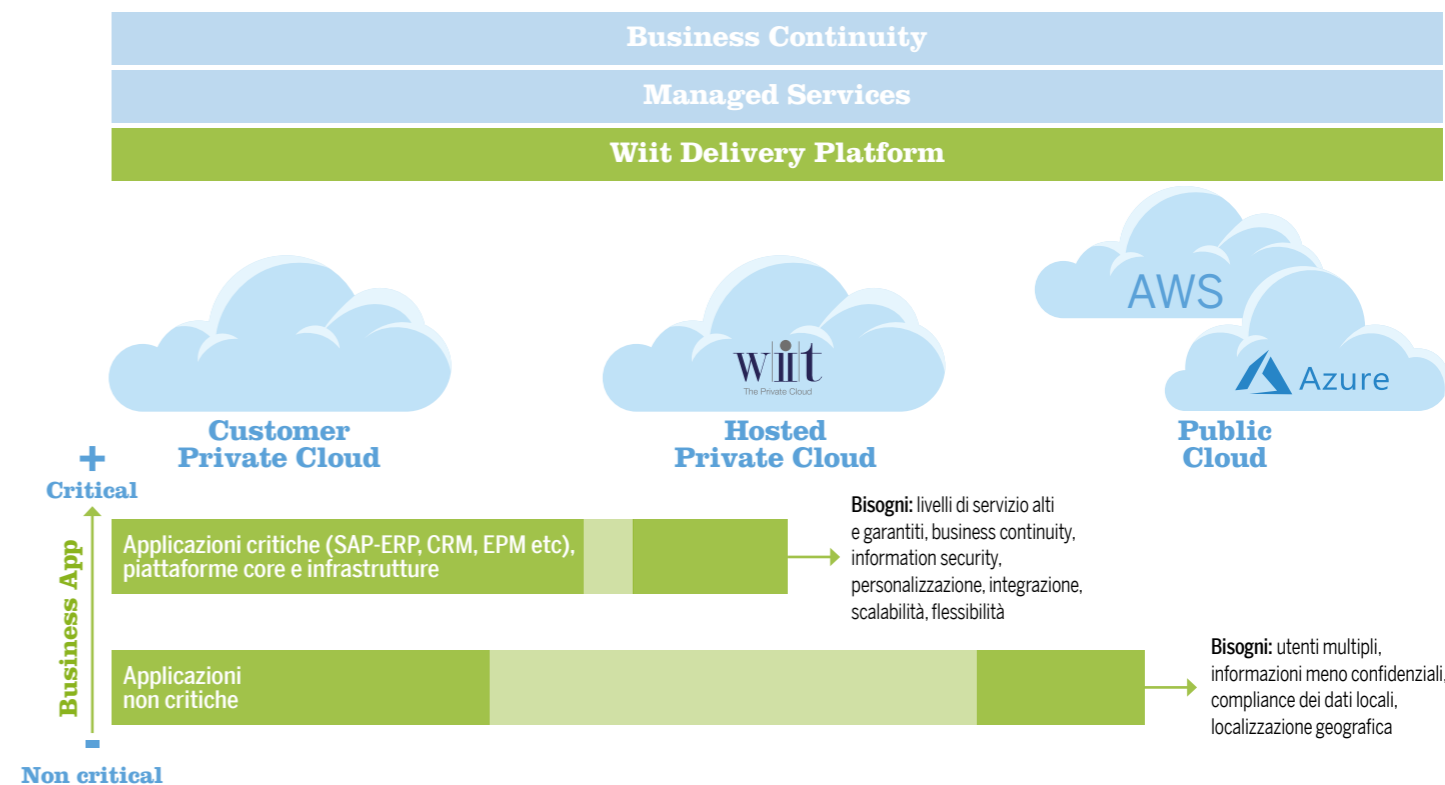 Business Continuity
Managed Services
Wiit Delivery Platform
AWS
wiit
The Private Cloud
Azure
Customer
Private Cloud
Hosted
Private Cloud
Public
Cloud
+
Critical
Business App
-
Non critical
Applicazioni critiche (SAP-ERP, CRM, EPM etc),
piattaforme core e infrastrutture
Bisogni: livelli di servizio alti
e garantiti, business continuity,
information security,
personalizzazione, integrazione,
scalabilità, flessibilità
Applicazioni
non critiche
Bisogni: utenti multipli,
informazioni meno confidenziali,
compliance dei dati locali,
localizzazione geografica